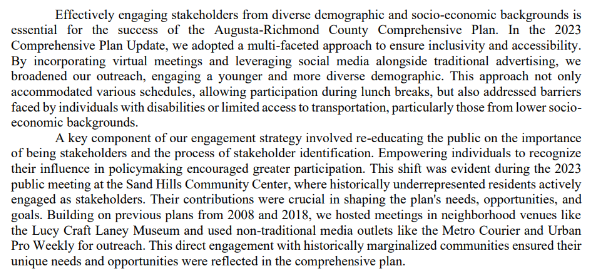 Effectively engaging stakeholders from diverse demographic and socio-economic backgrounds is
essential for the success of the Augusta-Richmond County Comprehensive Plan. In the 2023
Comprehensive Plan Update, we adopted a multi-faceted approach to ensure inclusivity and accessibility.
By incorporating virtual meetings and leveraging social media alongside traditional advertising, we
broadened our outreach, engaging a younger and more diverse demographic. This approach not only
accommodated various schedules, allowing participation during lunch breaks, but also addressed barriers
faced by individuals with disabilities or limited access to transportation, particularly those from lower socio-
economic backgrounds.
A key component of our engagement strategy involved re-educating the public on the importance
of being stakeholders and the process of stakeholder identification. Empowering individuals to recognize
their influence in policymaking encouraged greater participation. This shift was evident during the 2023
public meeting at the Sand Hills Community Center, where historically underrepresented residents actively
engaged as stakeholders. Their contributions were crucial in shaping the plan's needs, opportunities, and
goals. Building on previous plans from 2008 and 2018, we hosted meetings in neighborhood venues like
the Lucy Craft Laney Museum and used non-traditional media outlets like the Metro Courier and Urban
Pro Weekly for outreach. This direct engagement with historically marginalized communities ensured their
unique needs and opportunities were reflected in the comprehensive plan.